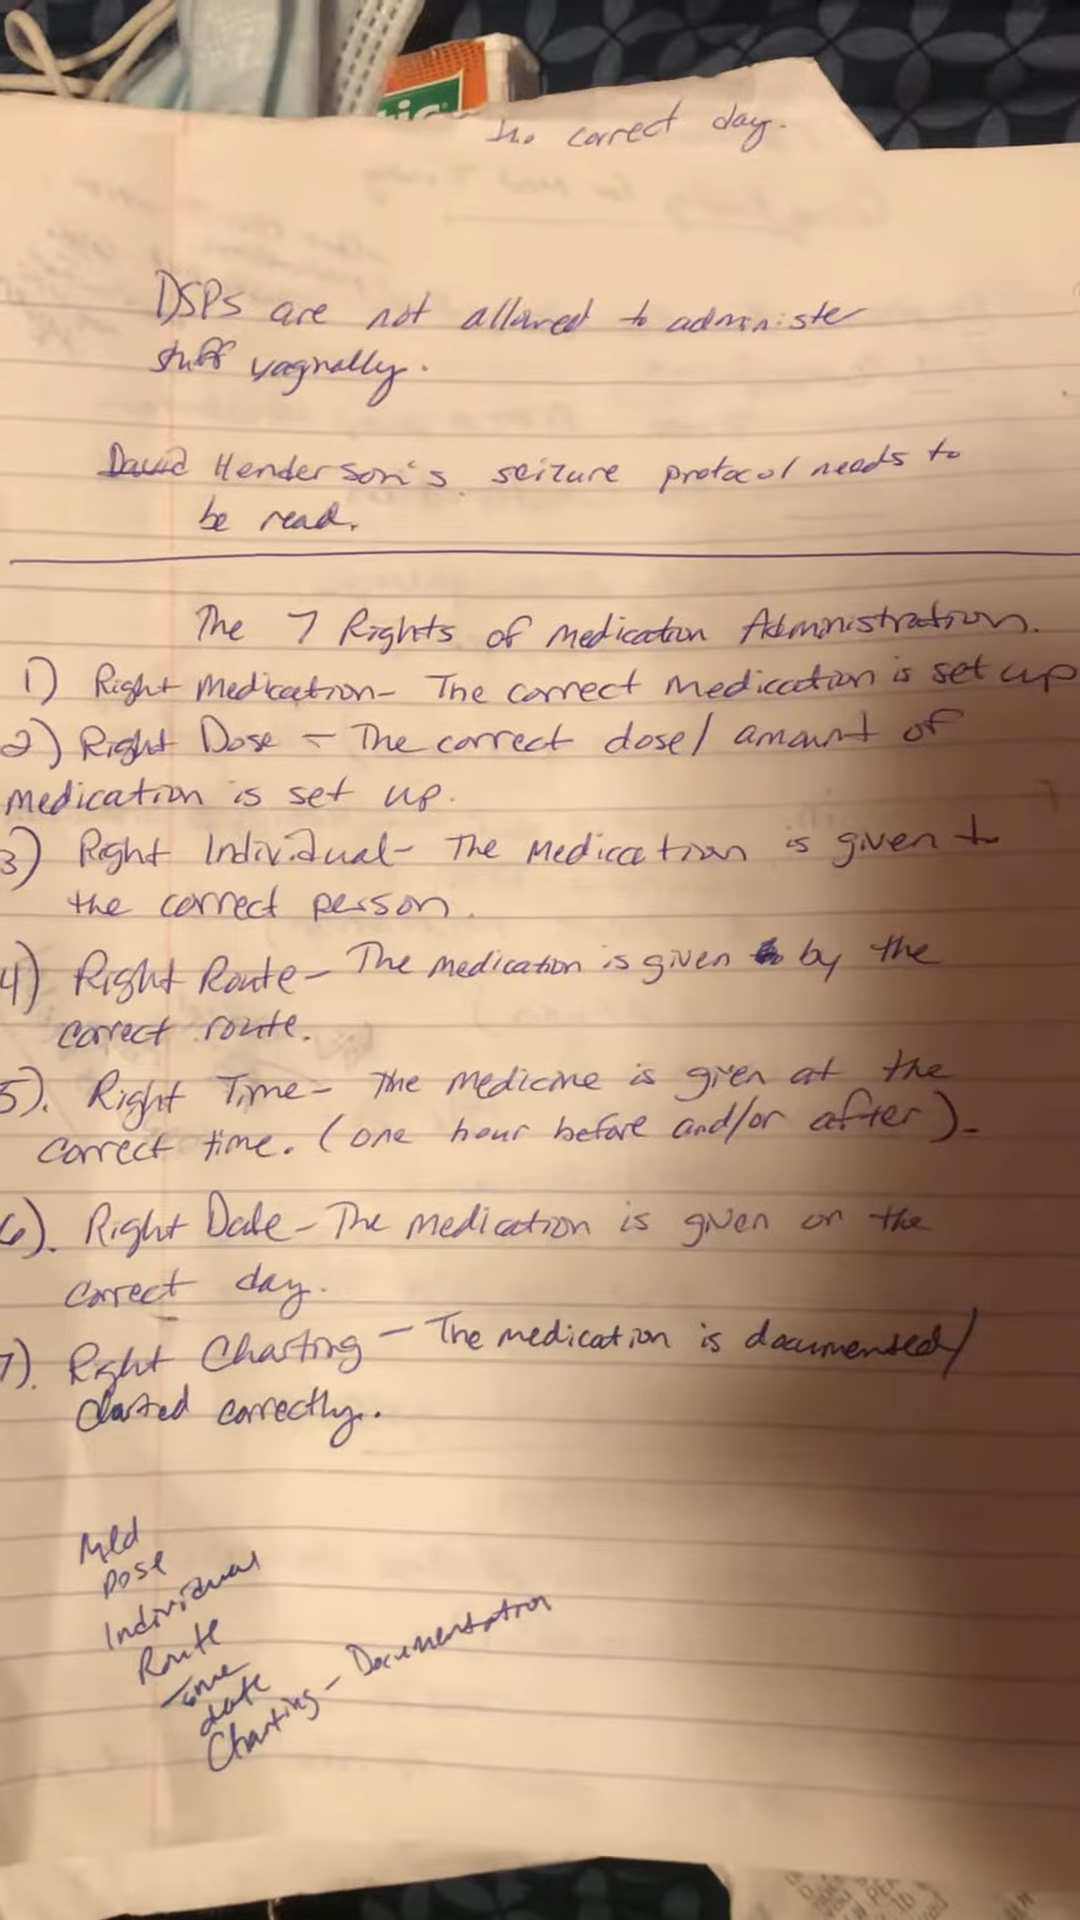 correct day.
DSPs are not allowed to administer
stuff vaginally.
David Henderson's seizure protocol needs to
be read.
The 7 Rights of Medication Administration.
1) Right Medication- The correct medication is set up
2) Right Dose - The correct dose/ amount of
medication is set up.
3) Right Individual- The Medication is given to
the correct person.
4) Right Route- The medication is given by the
correct route.
5). Right Time- The medicine is given at the
correct time. (one hour before and/or after).
6). Right Date- The medication is given on the
correct day.
7). Right Charting - The medication is documented/
charted correctly.
Med
Dose
Individual
Route
Time
date
Charting - Documentation